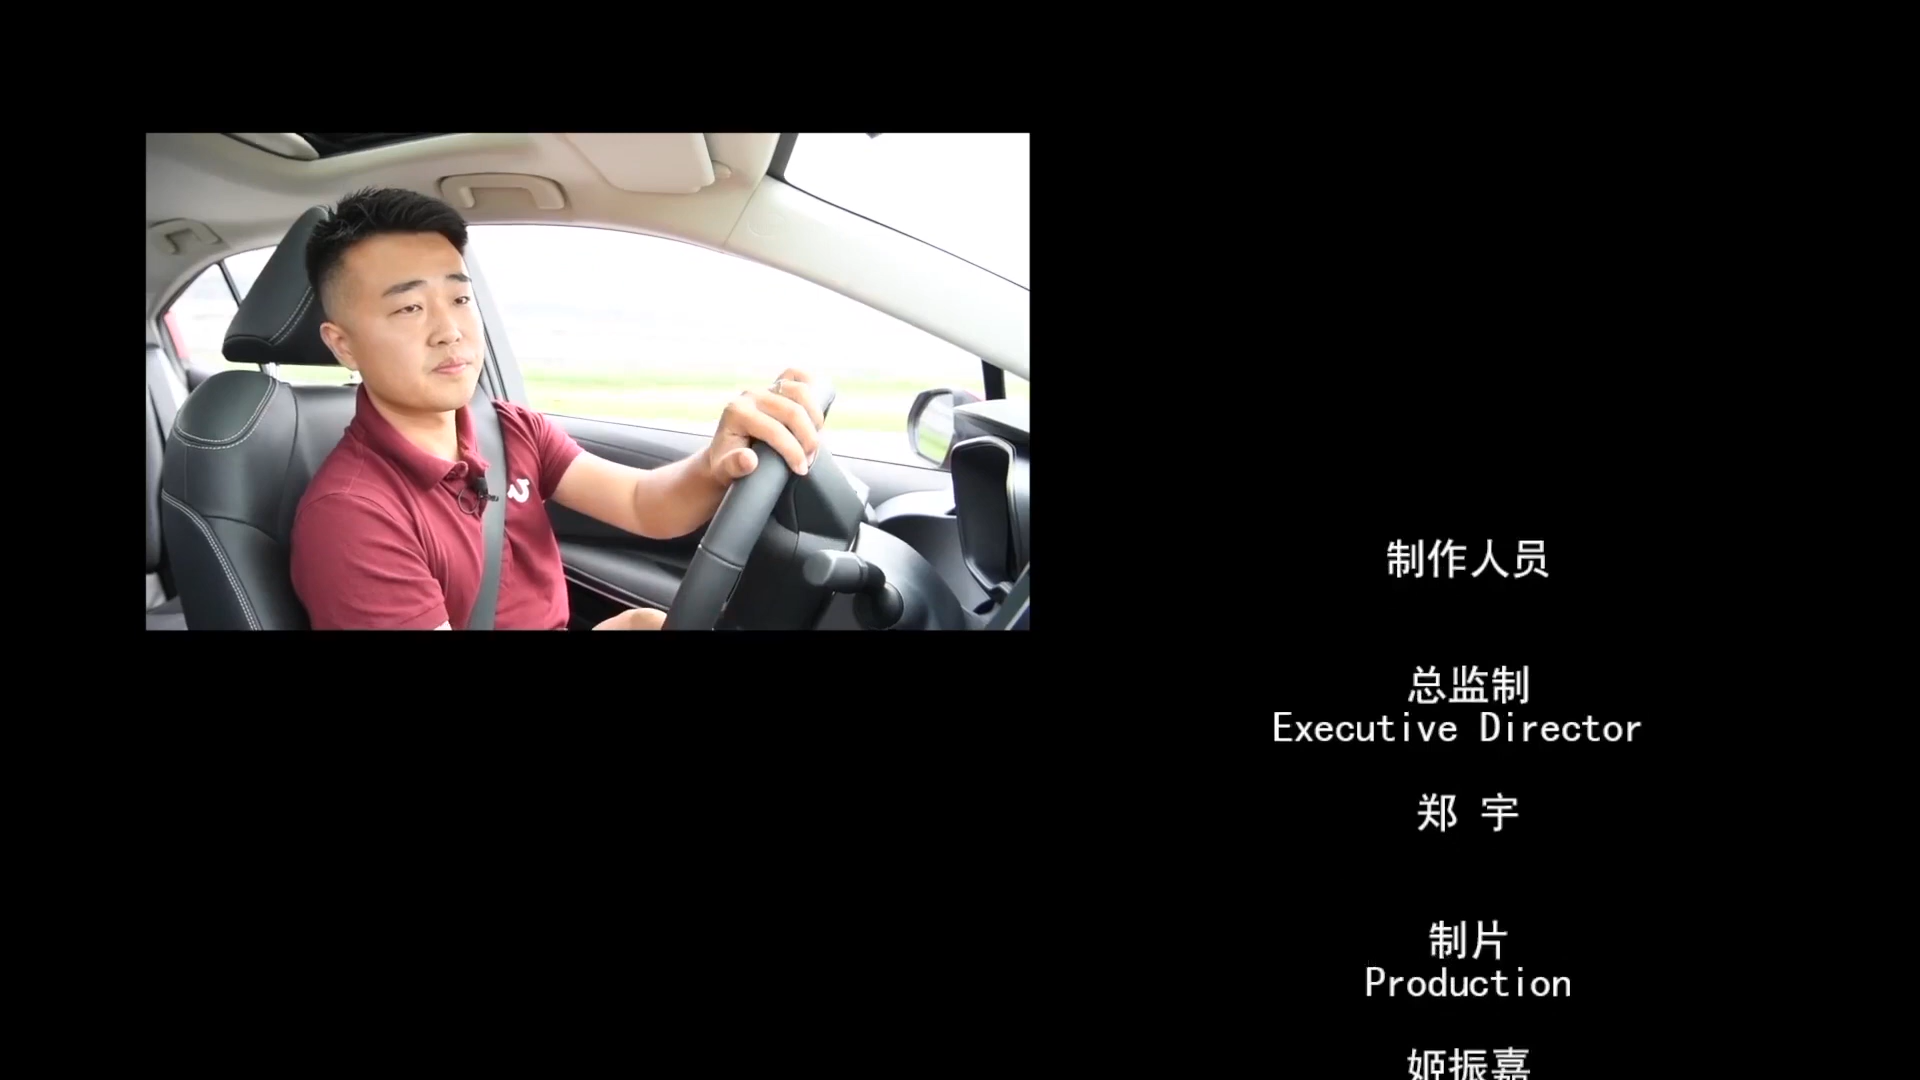 制作人员
总监制
Executive Director
郑 宇
制片
Production
姬振嘉